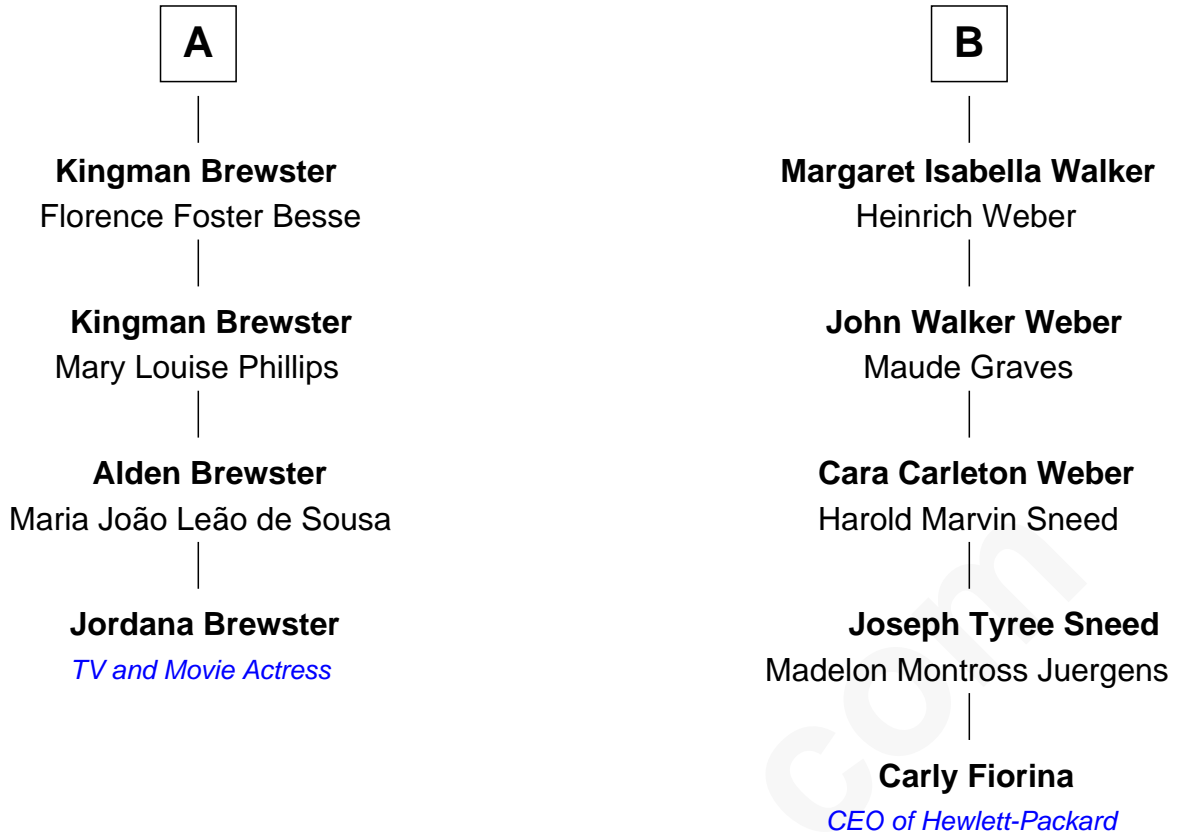 A
Kingman Brewster
Florence Foster Besse
Kingman Brewster
Mary Louise Phillips
Alden Brewster
Maria João Leão de Sousa
Jordana Brewster
TV and Movie Actress
B
Margaret Isabella Walker
Heinrich Weber
John Walker Weber
Maude Graves
Cara Carleton Weber
Harold Marvin Sneed
Joseph Tyree Sneed
Madelon Montross Juergens
Carly Fiorina
CEO of Hewlett-Packard
com